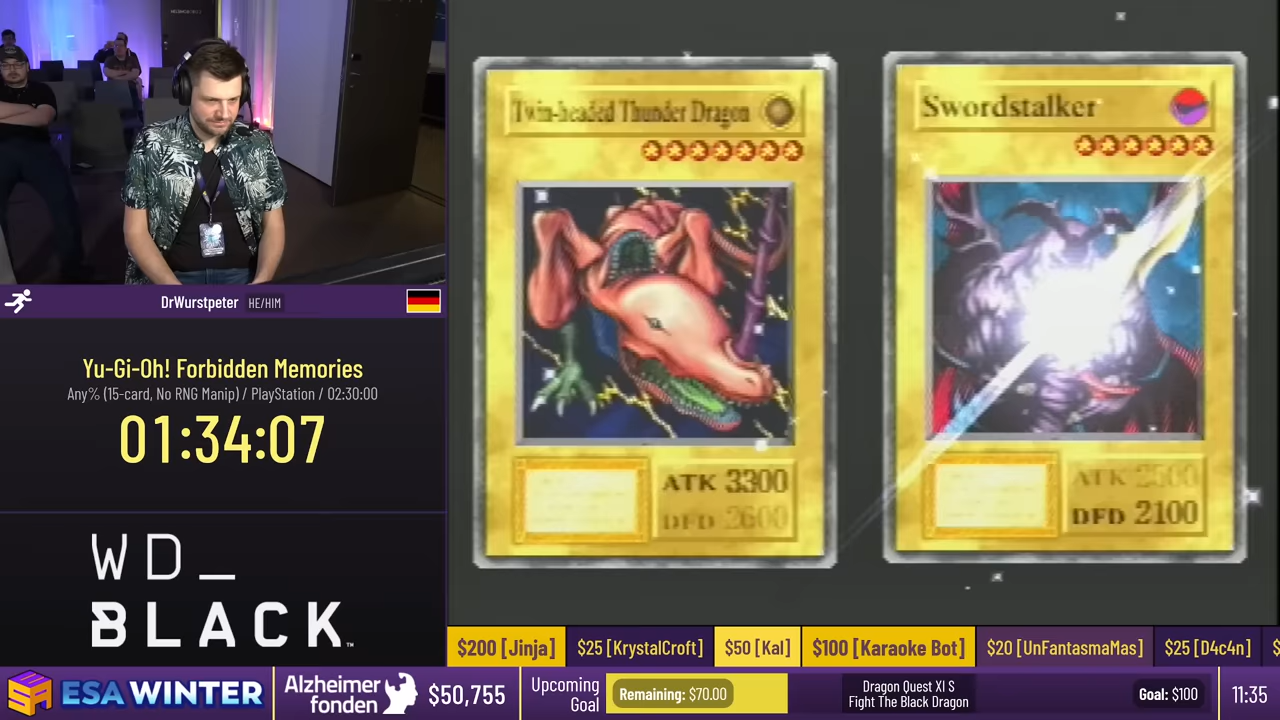 Twin-headed Thunder Dragon
ATK 3300
DFD 2600
Swordstalker
ATK 2500
DFD 2100
DrWurstpeter HE/HIM
Yu-Gi-Oh! Forbidden Memories
Any% (15-card, No RNG Manip) / PlayStation / 02:30:00
01:34:07
WD_
BLACK™
$200 [Jinja] $25 [KrystalCroft] $50 [Kal] $100 [Karaoke Bot] $20 [UnFantasmaMas] $25 [D4c4n] $
ESA WINTER
Alzheimer
fonden
$50,755
Upcoming
Goal
Remaining: $70.00
Dragon Quest XI S
Fight The Black Dragon
Goal: $100
11:35